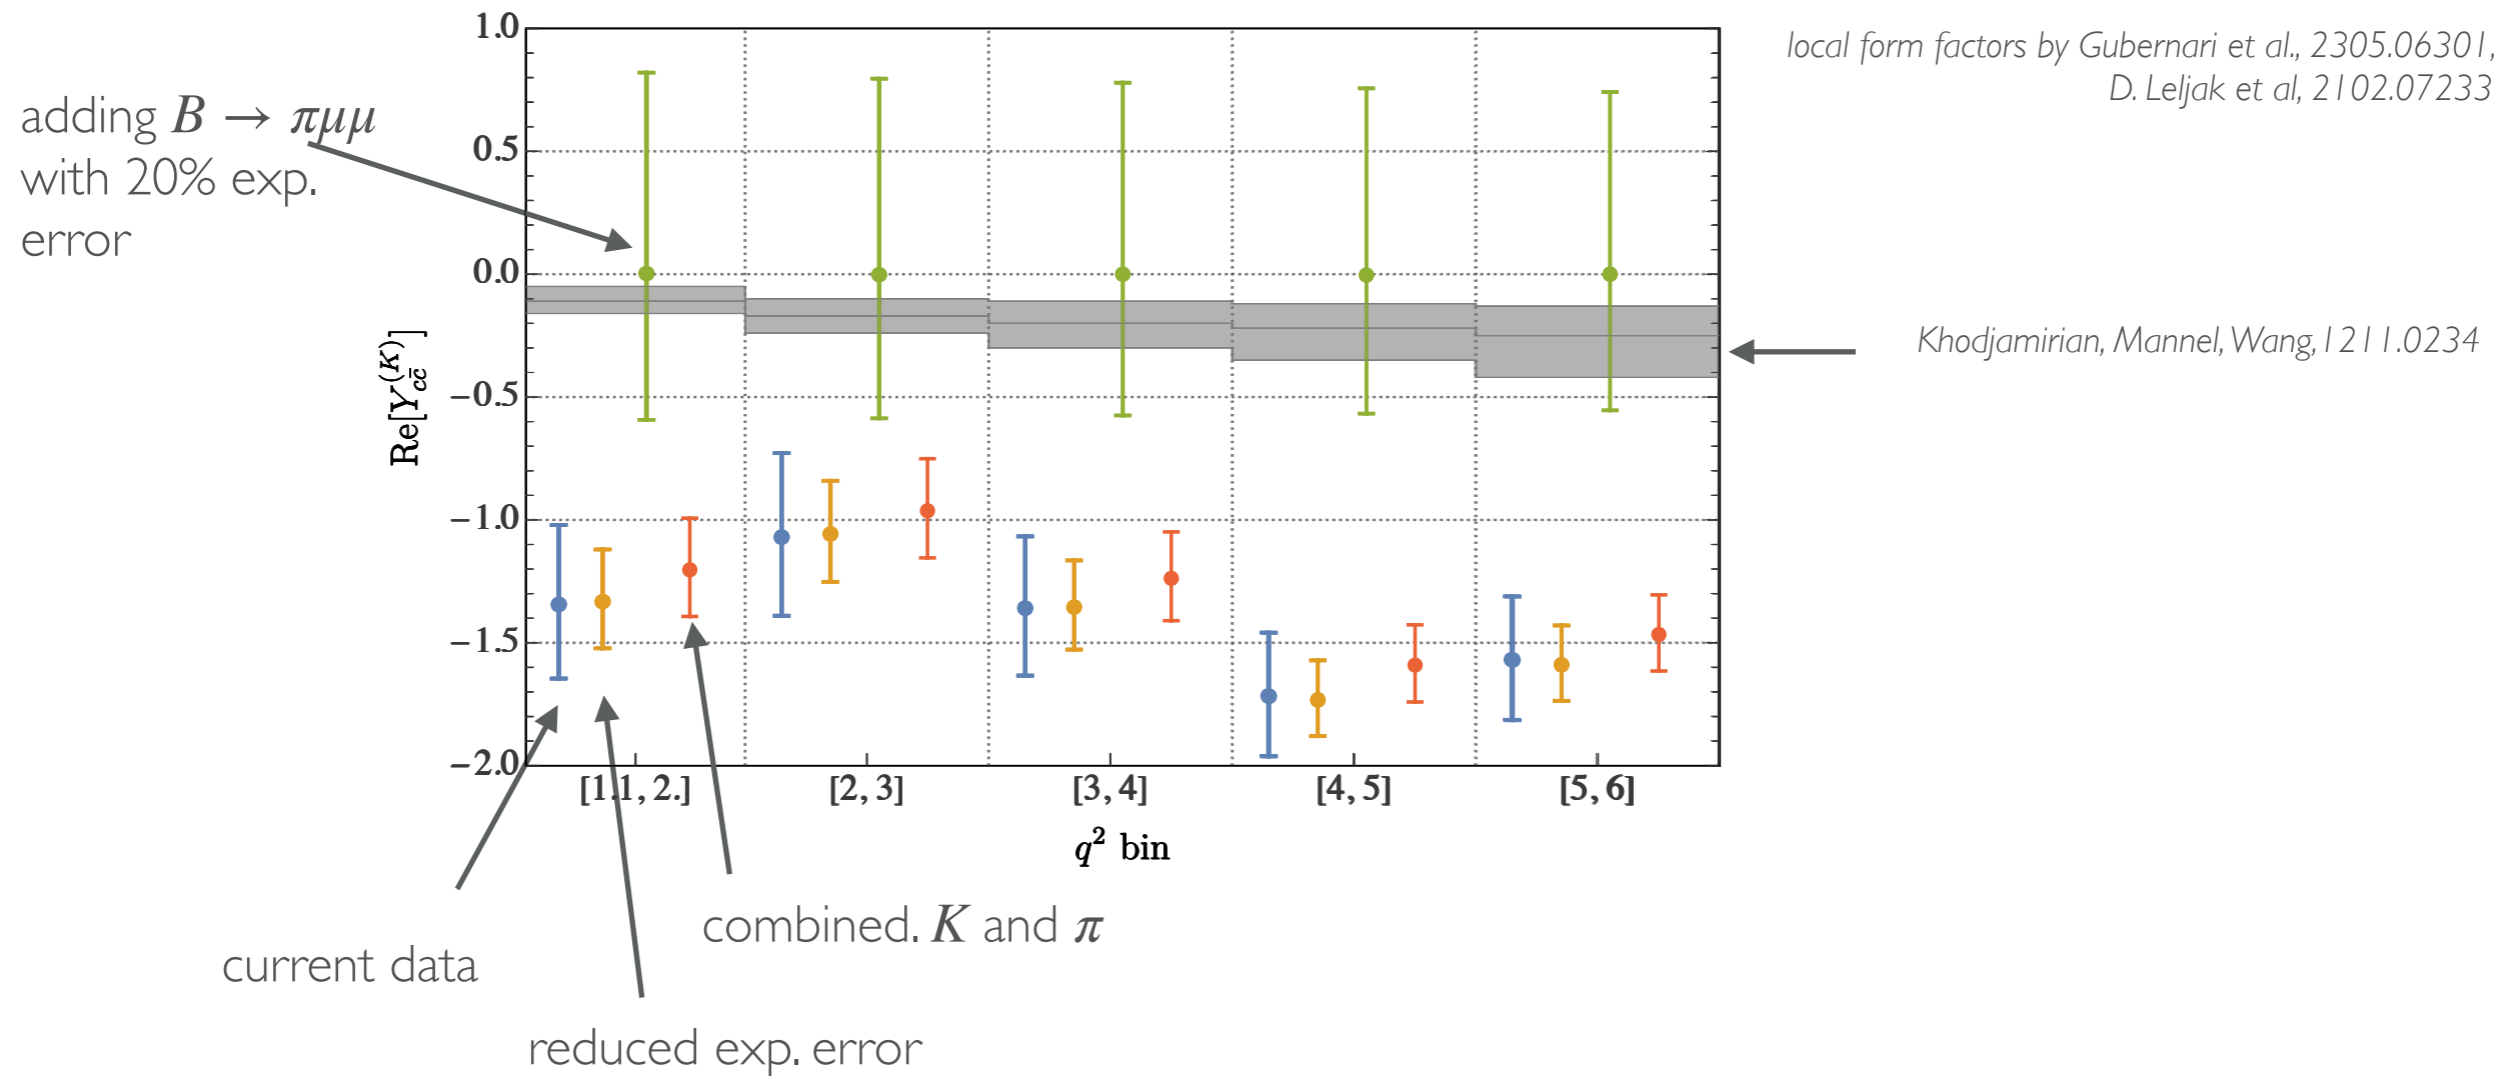 local form factors by Gubernari et al., 2305.06301,
D. Leljak et al, 2102.07233
adding B → πμμ
with 20% exp.
error
1.0
0.5
0.0
−0.5
−1.0
−1.5
−2.0
Re[Y_{cc̄}^{(K)}]
Khodjamirian, Mannel, Wang, 1211.0234
[1.1, 2.] [2, 3] [3, 4] [4, 5] [5, 6]
q² bin
combined. K and π
current data
reduced exp. error